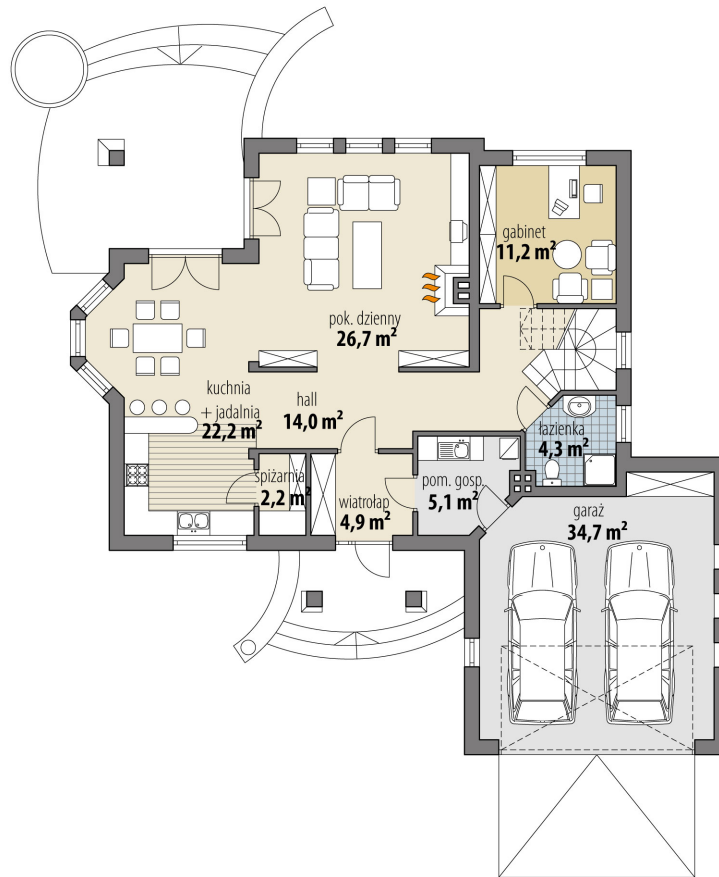 gabinet
11,2 m²
pok. dzienny
26,7 m²
kuchnia
+ jadalnia
22,2 m²
hall
14,0 m²
łazienka
4,3 m²
spiżarnia
2,2 m²
wiatrołap
4,9 m²
pom. gosp.
5,1 m²
garaż
34,7 m²